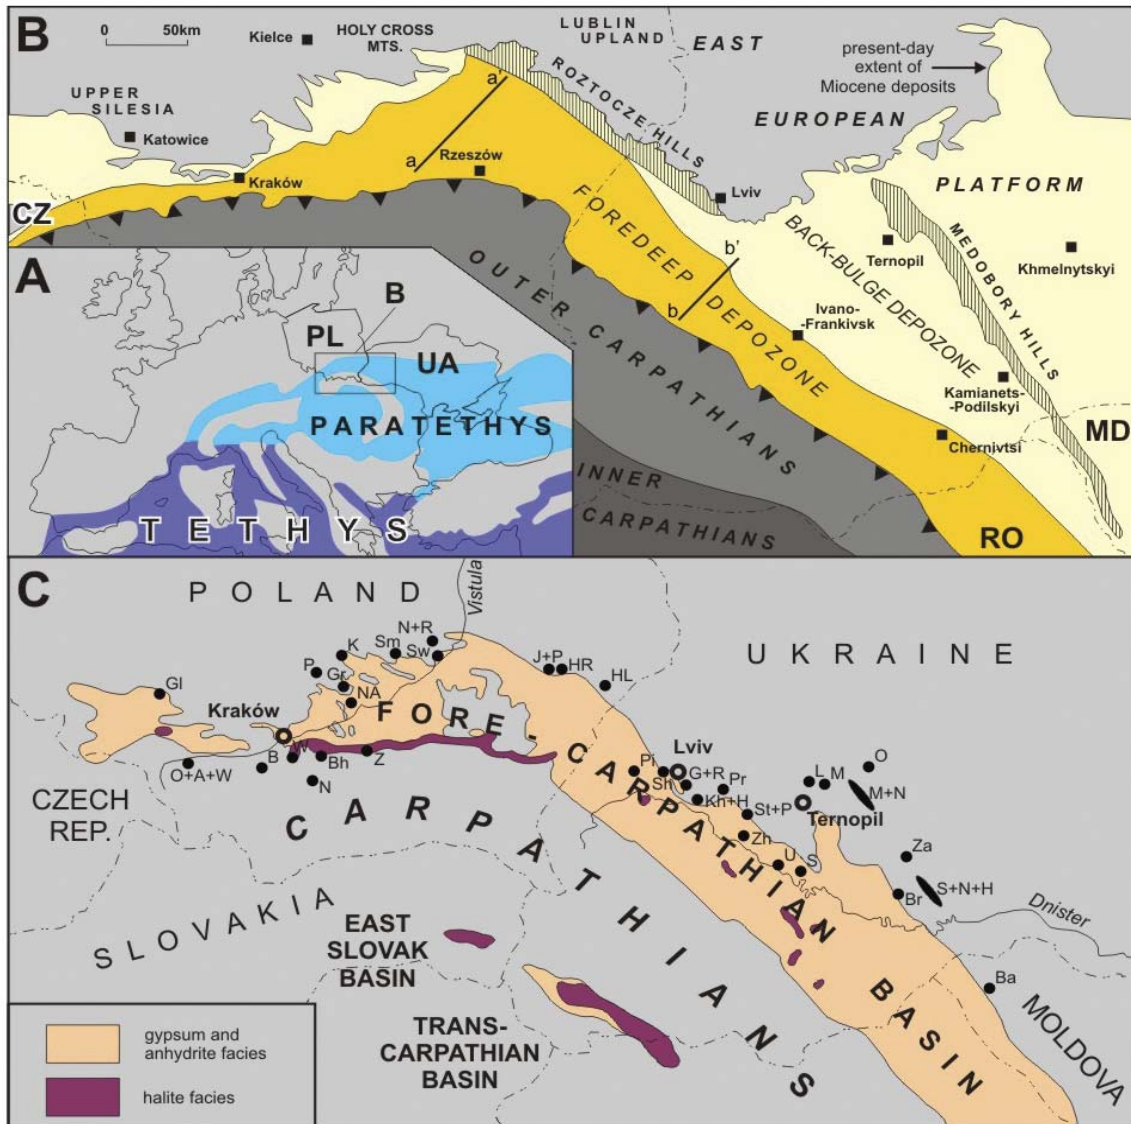 B
0 50km
Kielce
HOLY CROSS
MTS.
LUBLIN
UPLAND
EAST
EUROPEAN
PLATFORM
present-day
extent of
Miocene deposits
UPPER
SILESIA
Katowice
Kraków
a'
a
Rzeszów
ROZTOCZE HILLS
Lviv
CZ
FOREDEEP DEPOZONE
b'
b
BACK-BULGE DEPOZONE
Ternopil
MEDOBORY HILLS
Khmelnytskyi
Ivano-
-Frankivsk
Kamianets-
-Podilskyi
Chernivtsi
MD
RO
OUTER CARPATHIANS
INNER
CARPATHIANS
A
B
PL
UA
PARATETHYS
TETHYS
C
POLAND
Vistula
UKRAINE
N+R
K
Sm
Sw
P
Gr
NA
Gl
Kraków
J+P
HR
HL
FORE-CARPATHIAN BASIN
O+A+W
B
W
Bh
Z
N
CZECH
REP.
CARPATHIANS
Lviv
Pi
Sh
G+R
Pr
Kh+H
St+P
Zh
U
S
L
M
O
M+N
Ternopil
Za
S+N+H
Br
Dnister
Ba
MOLDOVA
SLOVAKIA
EAST
SLOVAK
BASIN
TRANS-
CARPATHIAN
BASIN
gypsum and
anhydrite facies
halite facies